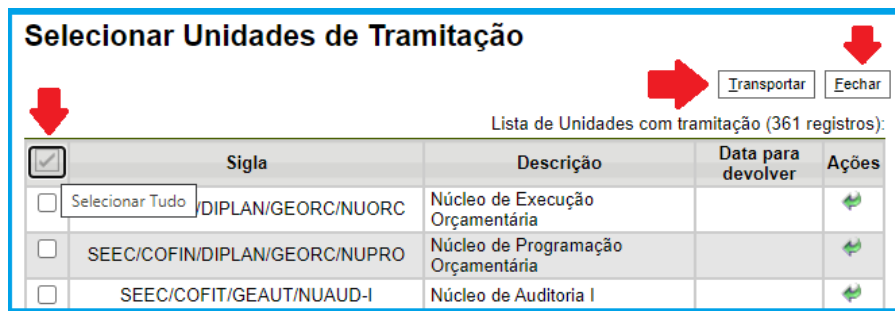 Selecionar Unidades de Tramitação
Transportar Fechar
Lista de Unidades com tramitação (361 registros):
Sigla Descrição Data para devolver Ações
Selecionar Tudo /DIPLAN/GEORC/NUORC Núcleo de Execução Orçamentária
SEEC/COFIN/DIPLAN/GEORC/NUPRO Núcleo de Programação Orçamentária
SEEC/COFIT/GEAUT/NUAUD-I Núcleo de Auditoria I